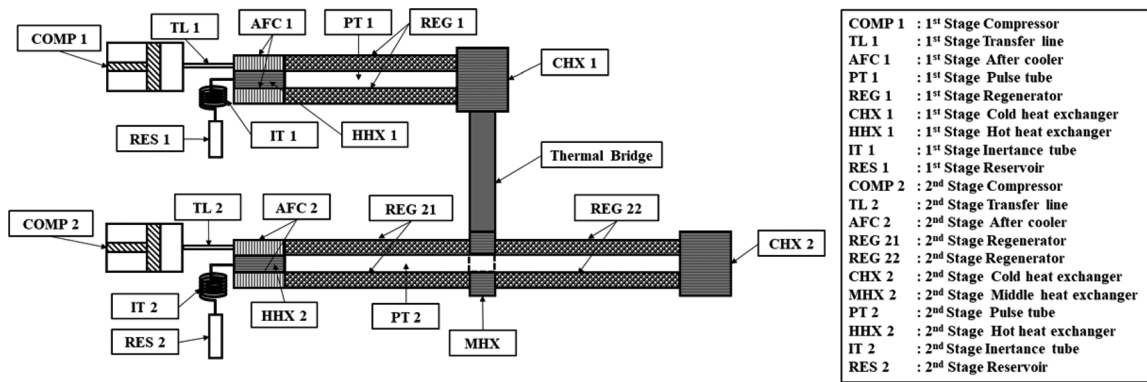 COMP 1
TL 1
AFC 1
PT 1
REG 1
CHX 1
RES 1
IT 1
HHX 1
Thermal Bridge
COMP 2
TL 2
AFC 2
REG 21
REG 22
CHX 2
IT 2
HHX 2
PT 2
RES 2
MHX
COMP 1 : 1st Stage Compressor
TL 1 : 1st Stage Transfer line
AFC 1 : 1st Stage After cooler
PT 1 : 1st Stage Pulse tube
REG 1 : 1st Stage Regenerator
CHX 1 : 1st Stage Cold heat exchanger
HHX 1 : 1st Stage Hot heat exchanger
IT 1 : 1st Stage Inertance tube
RES 1 : 1st Stage Reservoir
COMP 2 : 2nd Stage Compressor
TL 2 : 2nd Stage Transfer line
AFC 2 : 2nd Stage After cooler
REG 21 : 2nd Stage Regenerator
REG 22 : 2nd Stage Regenerator
CHX 2 : 2nd Stage Cold heat exchanger
MHX 2 : 2nd Stage Middle heat exchanger
PT 2 : 2nd Stage Pulse tube
HHX 2 : 2nd Stage Hot heat exchanger
IT 2 : 2nd Stage Inertance tube
RES 2 : 2nd Stage Reservoir